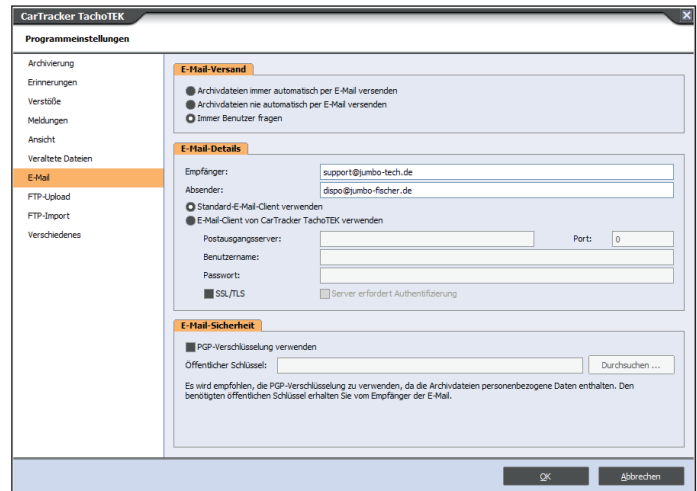 CarTracker TachoTEK
Programmeinstellungen
Archivierung
Erinnerungen
Verstöße
Meldungen
Ansicht
Veraltete Dateien
E-Mail
FTP-Upload
FTP-Import
Verschiedenes
E-Mail-Versand
Archivdateien immer automatisch per E-Mail versenden
Archivdateien nie automatisch per E-Mail versenden
Immer Benutzer fragen
E-Mail-Details
Empfänger: support@jumbo-tech.de
Absender: dispo@jumbo-fischer.de
Standard-E-Mail-Client verwenden
E-Mail-Client von CarTracker TachoTEK verwenden
Postausgangsserver: Port: 0
Benutzername:
Passwort:
SSL/TLS Server erfordert Authentifizierung
E-Mail-Sicherheit
PGP-Verschlüsselung verwenden
Öffentlicher Schlüssel: Durchsuchen ...
Es wird empfohlen, die PGP-Verschlüsselung zu verwenden, da die Archivdateien personenbezogene Daten enthalten. Den
benötigten öffentlichen Schlüssel erhalten Sie vom Empfänger der E-Mail.
OK Abbrechen